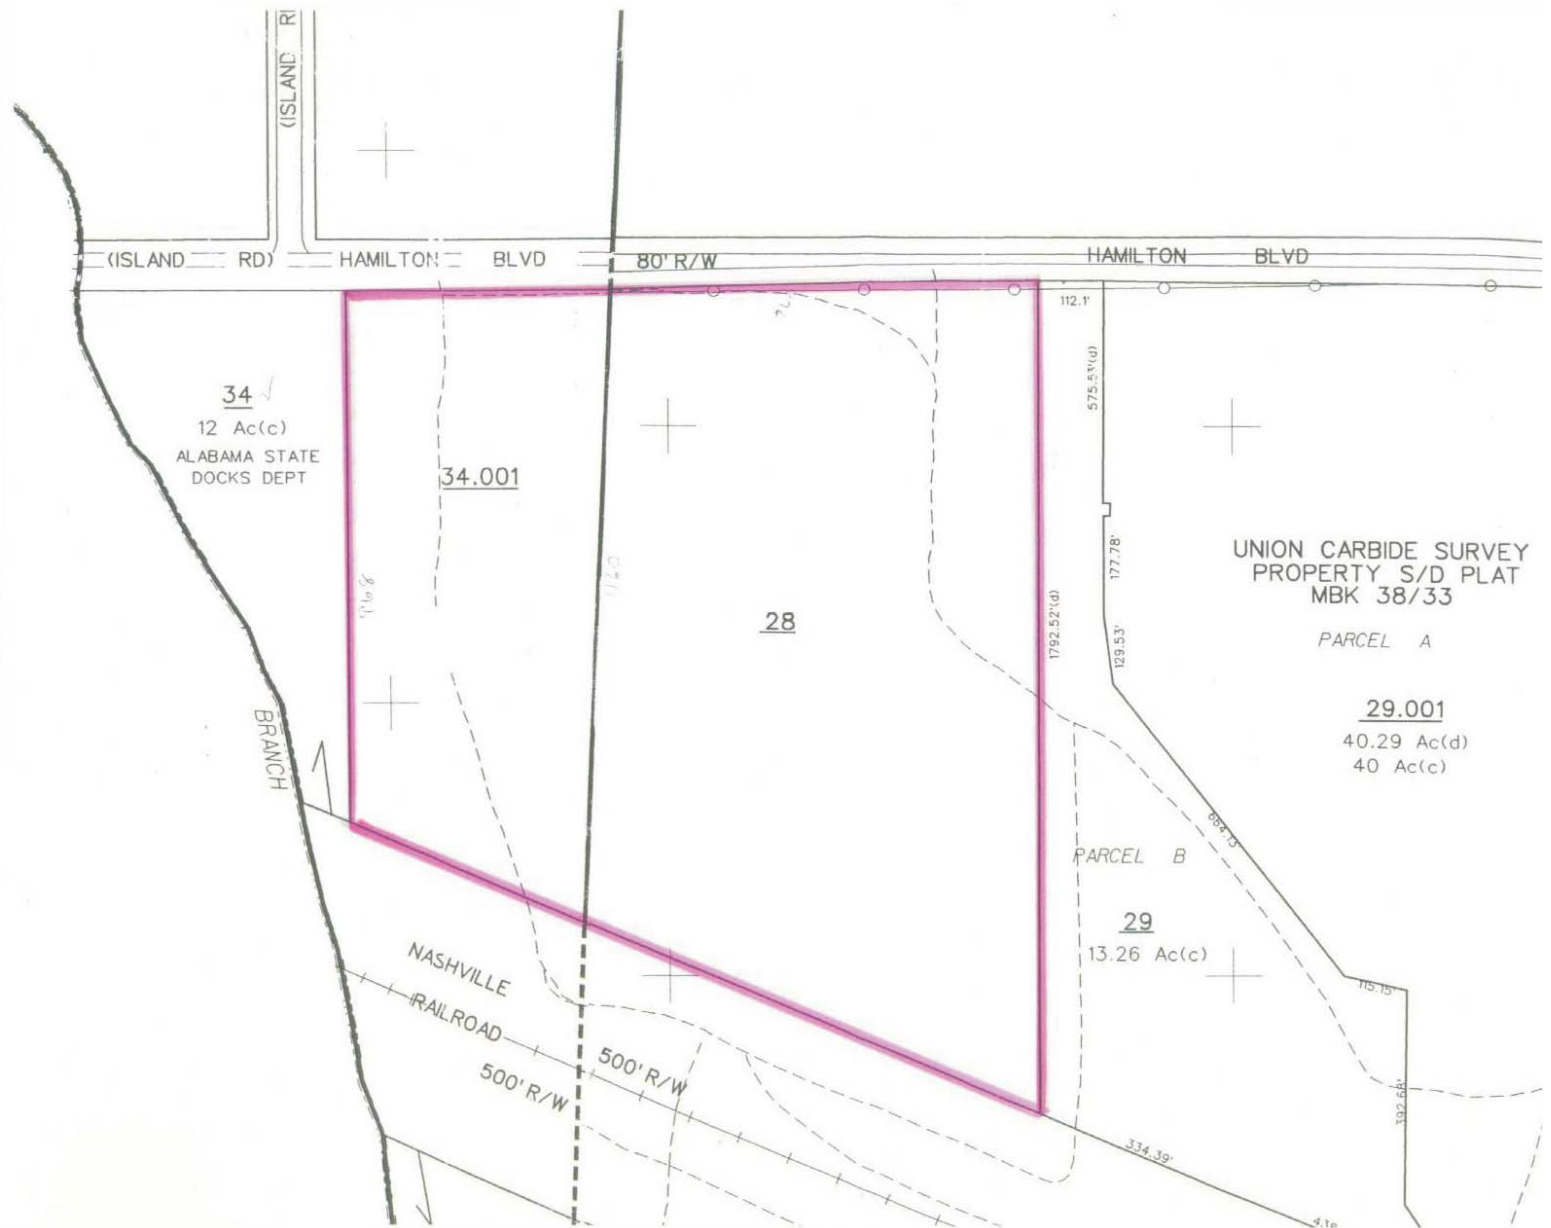 (ISLAND R
(ISLAND RD) HAMILTON BLVD 80' R/W HAMILTON BLVD
112.1'
575.53'(d)
34
12 Ac(c)
ALABAMA STATE
DOCKS DEPT
34.001
177.78'
UNION CARBIDE SURVEY
PROPERTY S/D PLAT
MBK 38/33
PARCEL A
28
1792.52'(d)
129.53'
29.001
40.29 Ac(d)
40 Ac(c)
BRANCH
664.13'
PARCEL B
29
13.26 Ac(c)
NASHVILLE
RAILROAD
115.15'
500' R/W
500' R/W
392.68'
334.39'